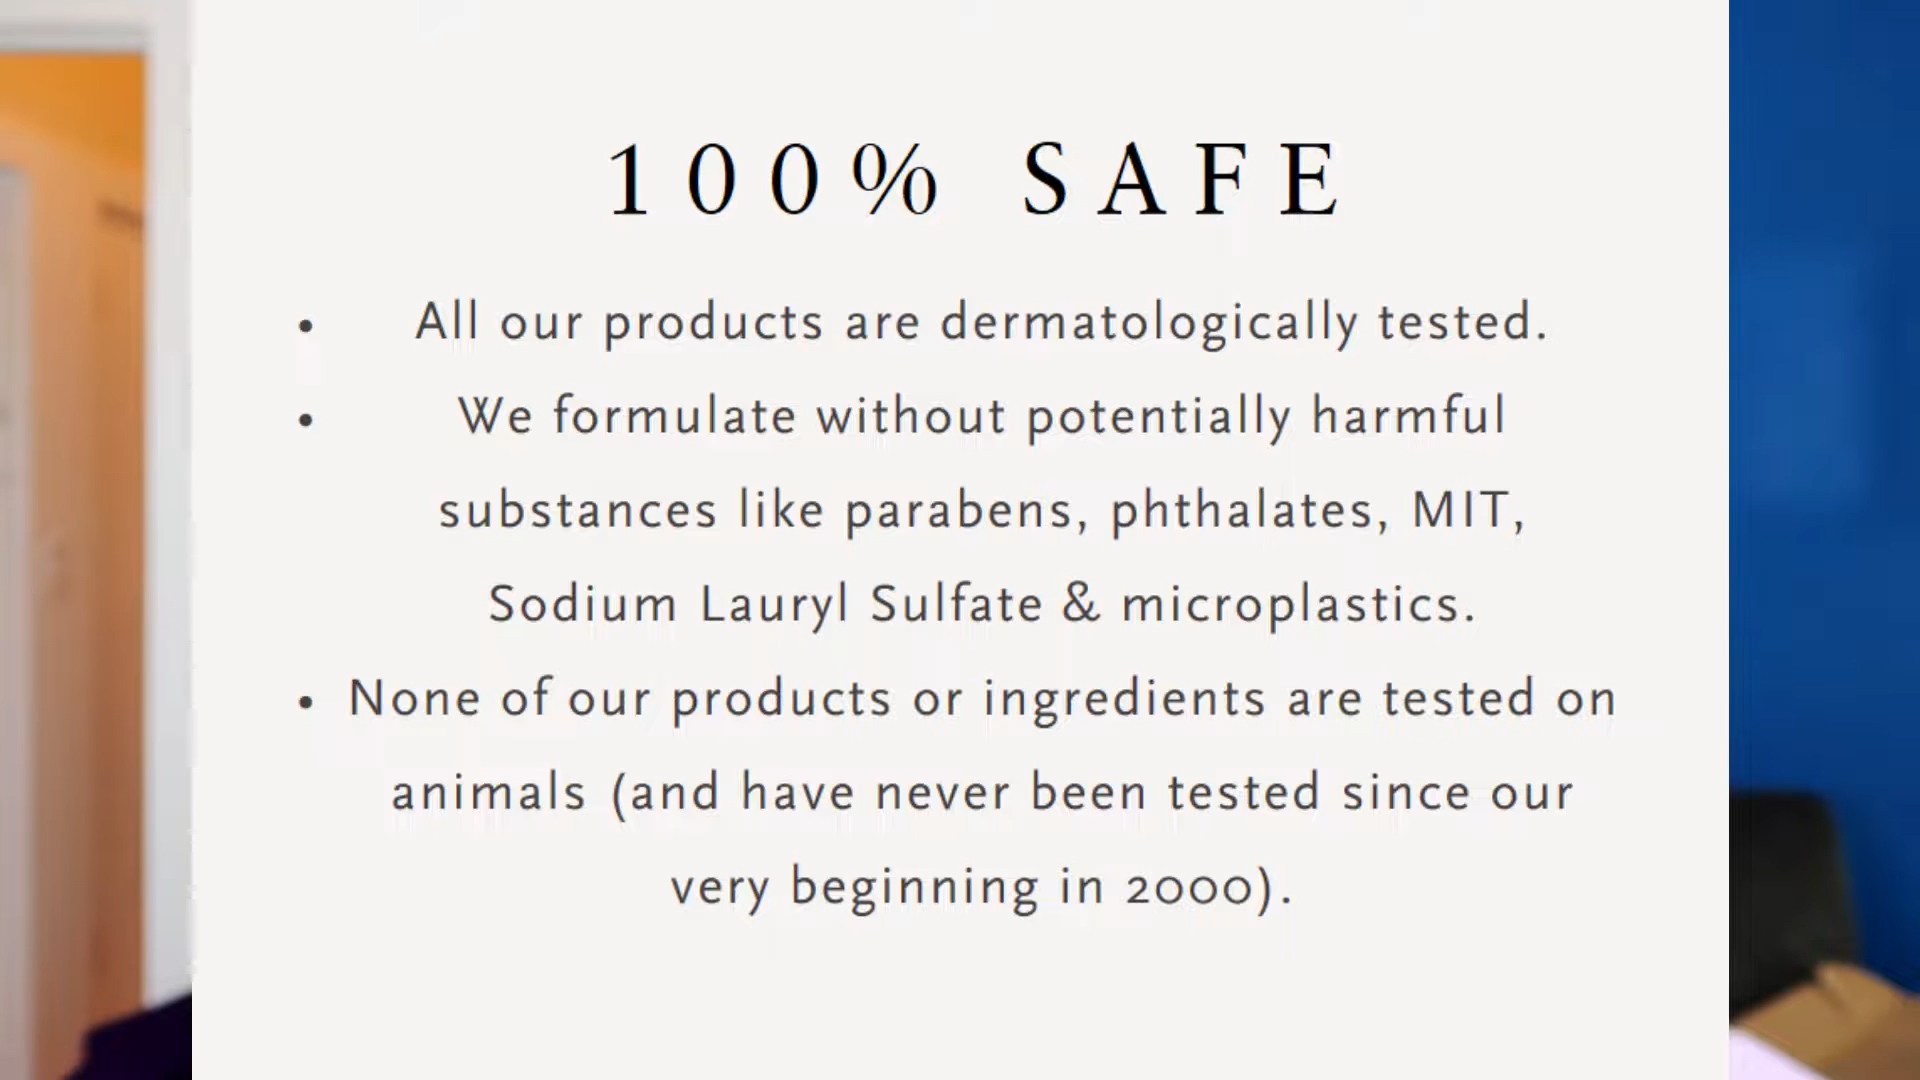 100% SAFE
• All our products are dermatologically tested.
• We formulate without potentially harmful
substances like parabens, phthalates, MIT,
Sodium Lauryl Sulfate & microplastics.
• None of our products or ingredients are tested on
animals (and have never been tested since our
very beginning in 2000).